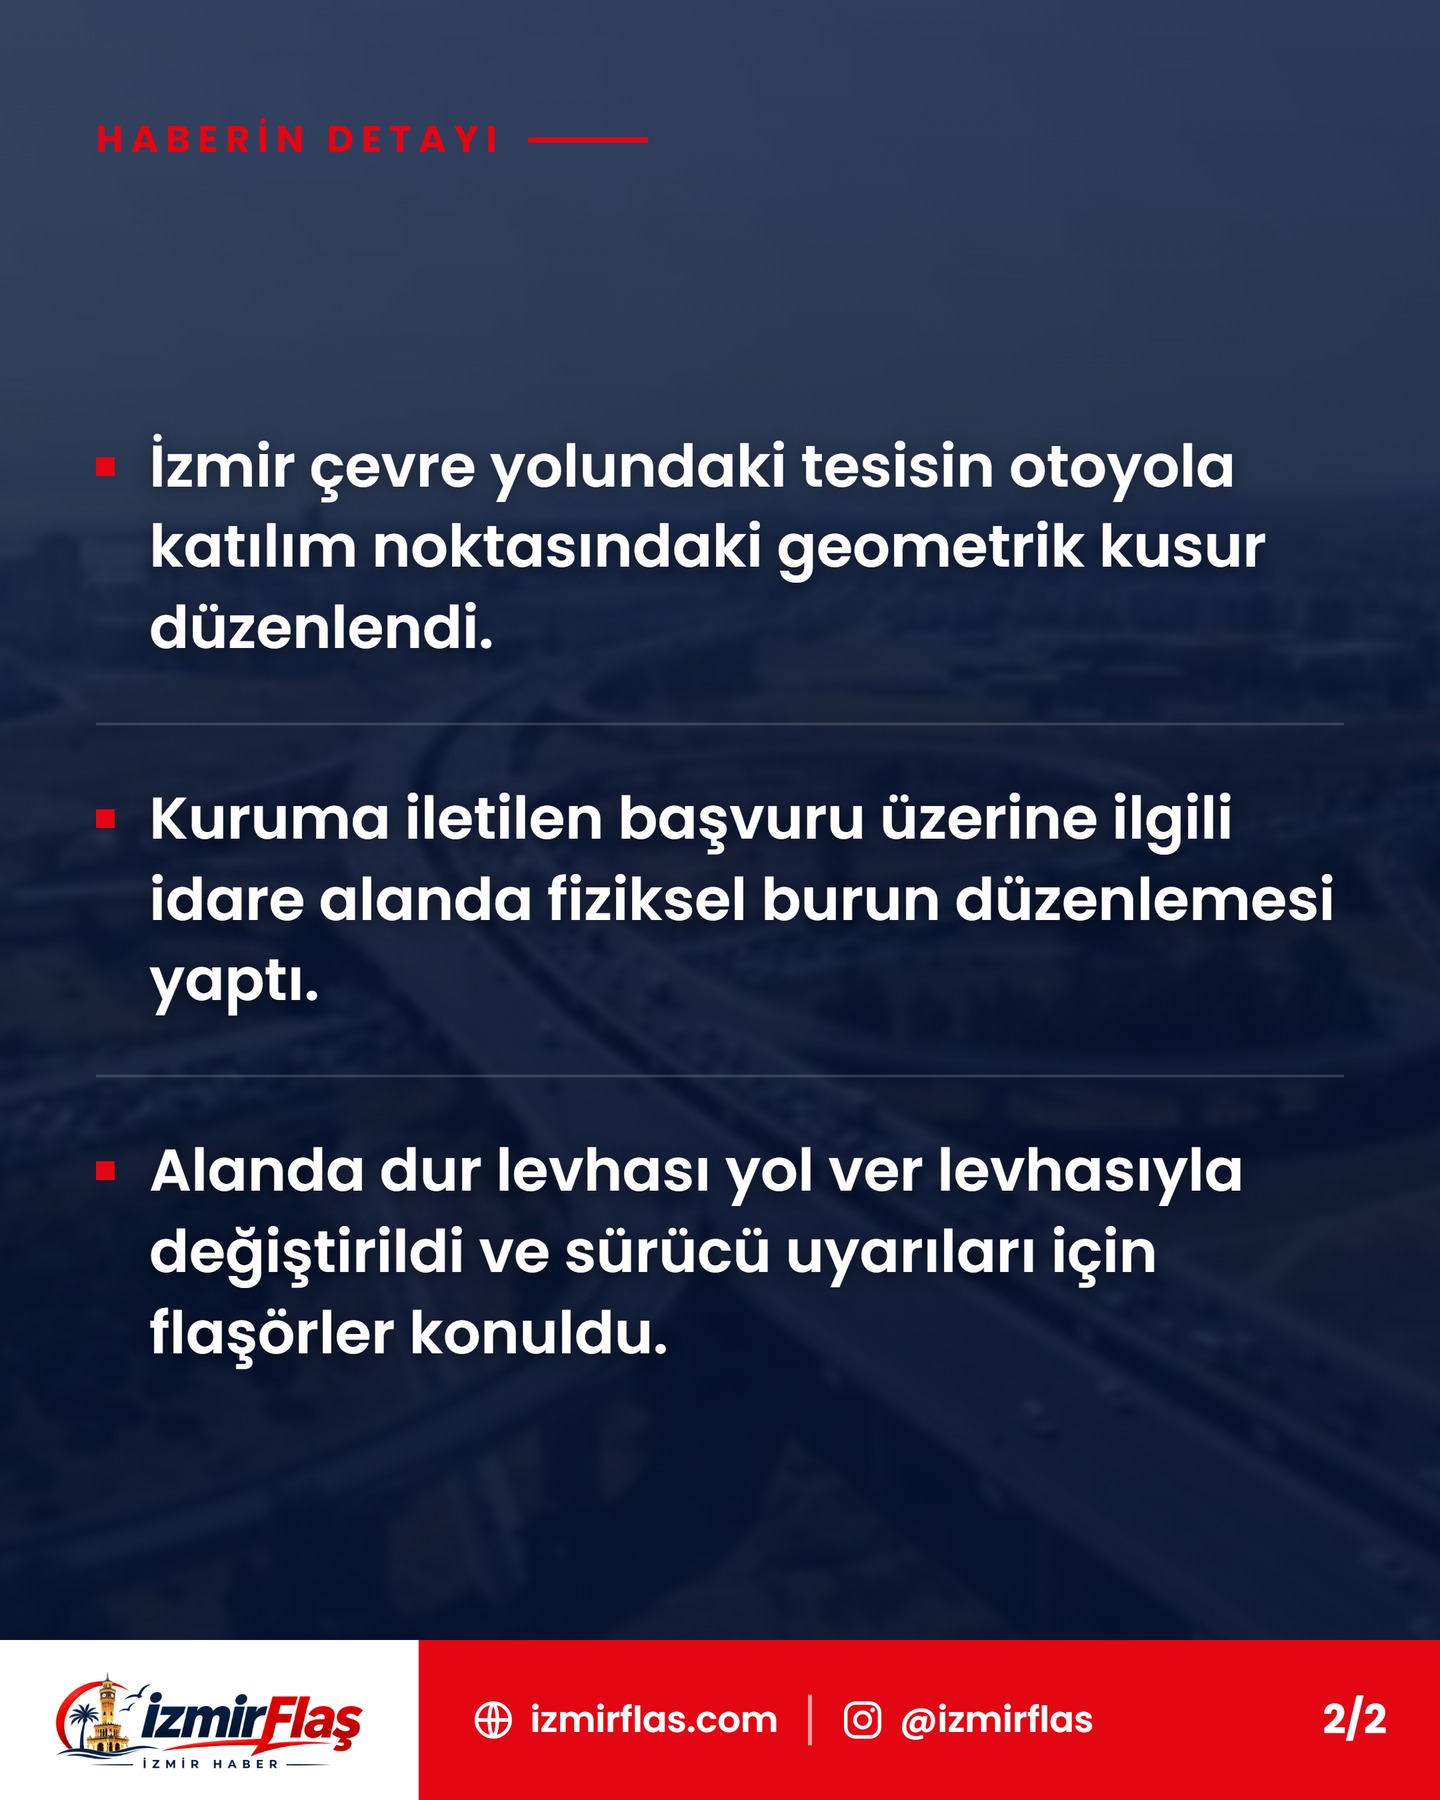 HABERİN DETAYI
İzmir çevre yolundaki tesisin otoyola
katılım noktasındaki geometrik kusur
düzenlendi.
Kuruma iletilen başvuru üzerine ilgili
idare alanda fiziksel burun düzenlemesi
yaptı.
Alanda dur levhası yol ver levhasıyla
değiştirildi ve sürücü uyarıları için
flaşörler konuldu.
izmirFlaş
İZMİR HABER
izmirflas.com
@izmirflas
2/2